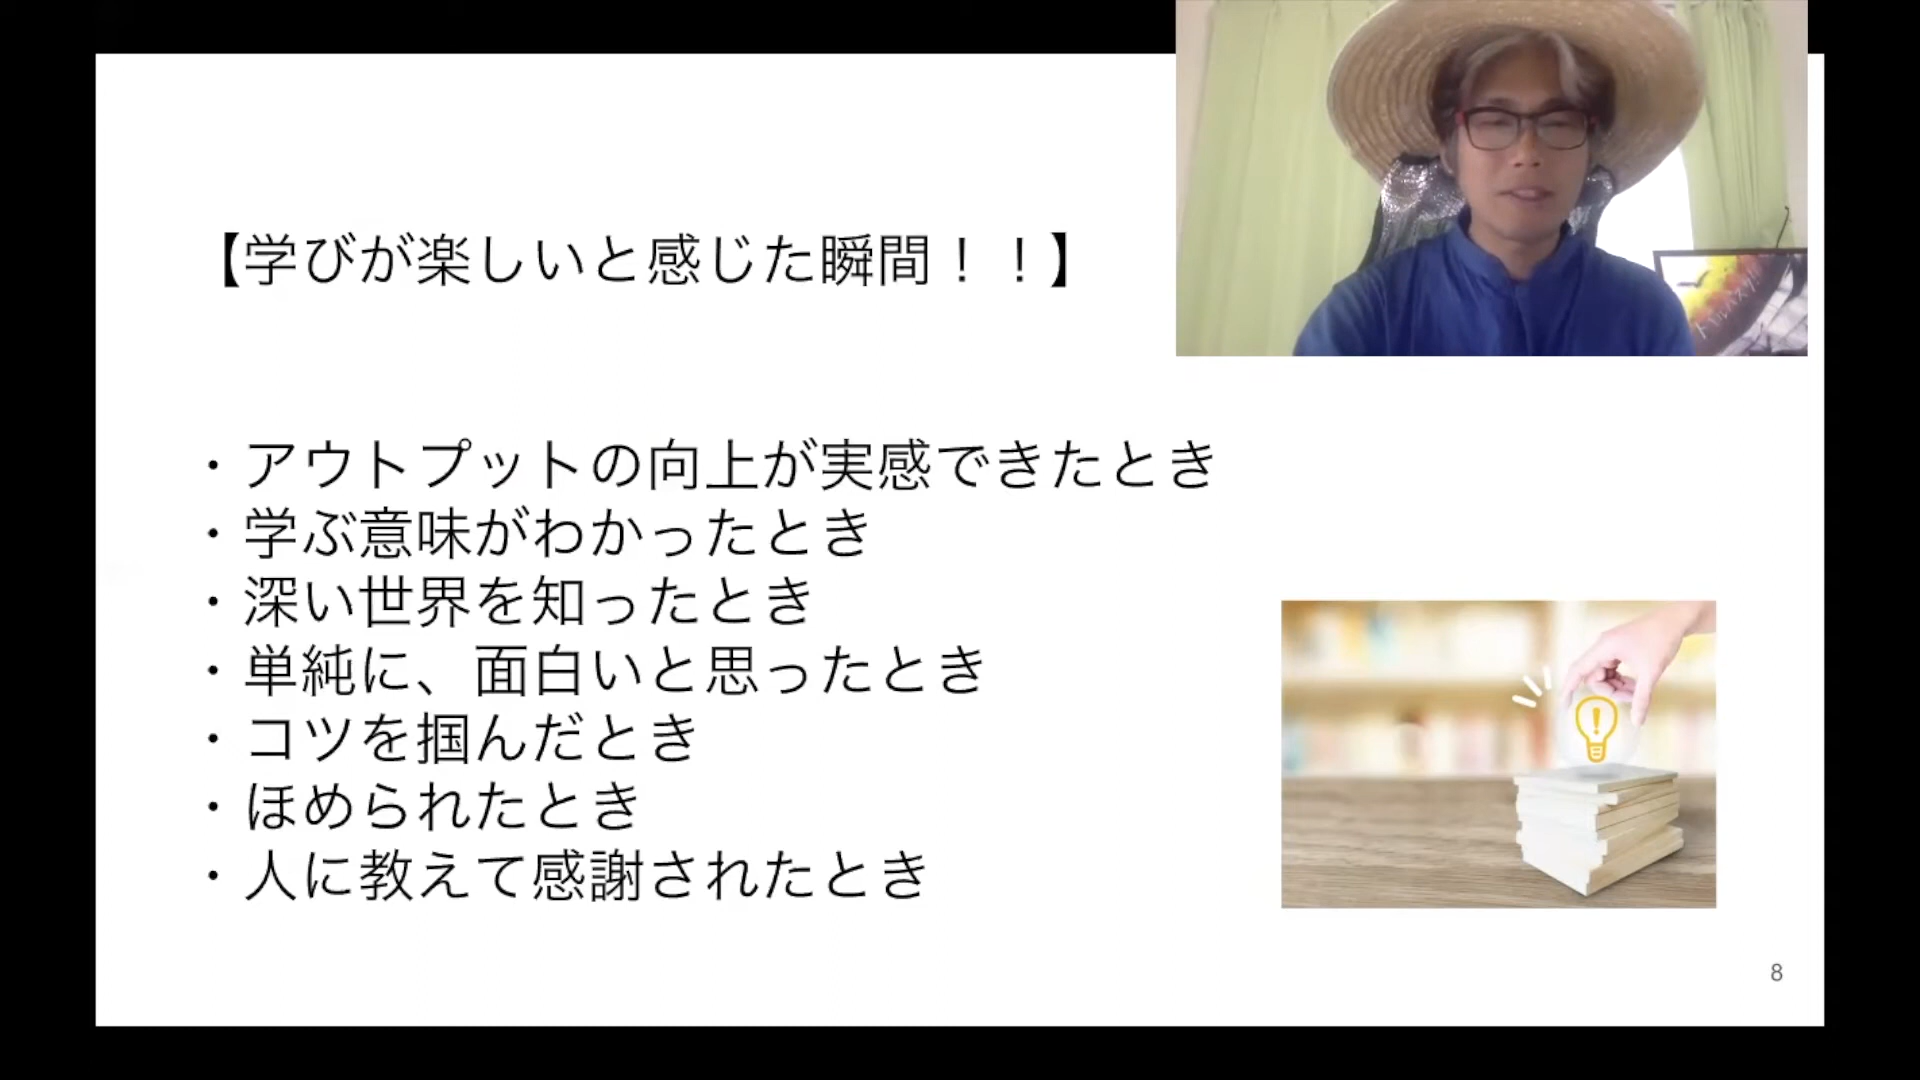 【学びが楽しいと感じた瞬間！！】
・アウトプットの向上が実感できたとき
・学ぶ意味がわかったとき
・深い世界を知ったとき
・単純に、面白いと思ったとき
・コツを掴んだとき
・ほめられたとき
・人に教えて感謝されたとき
8